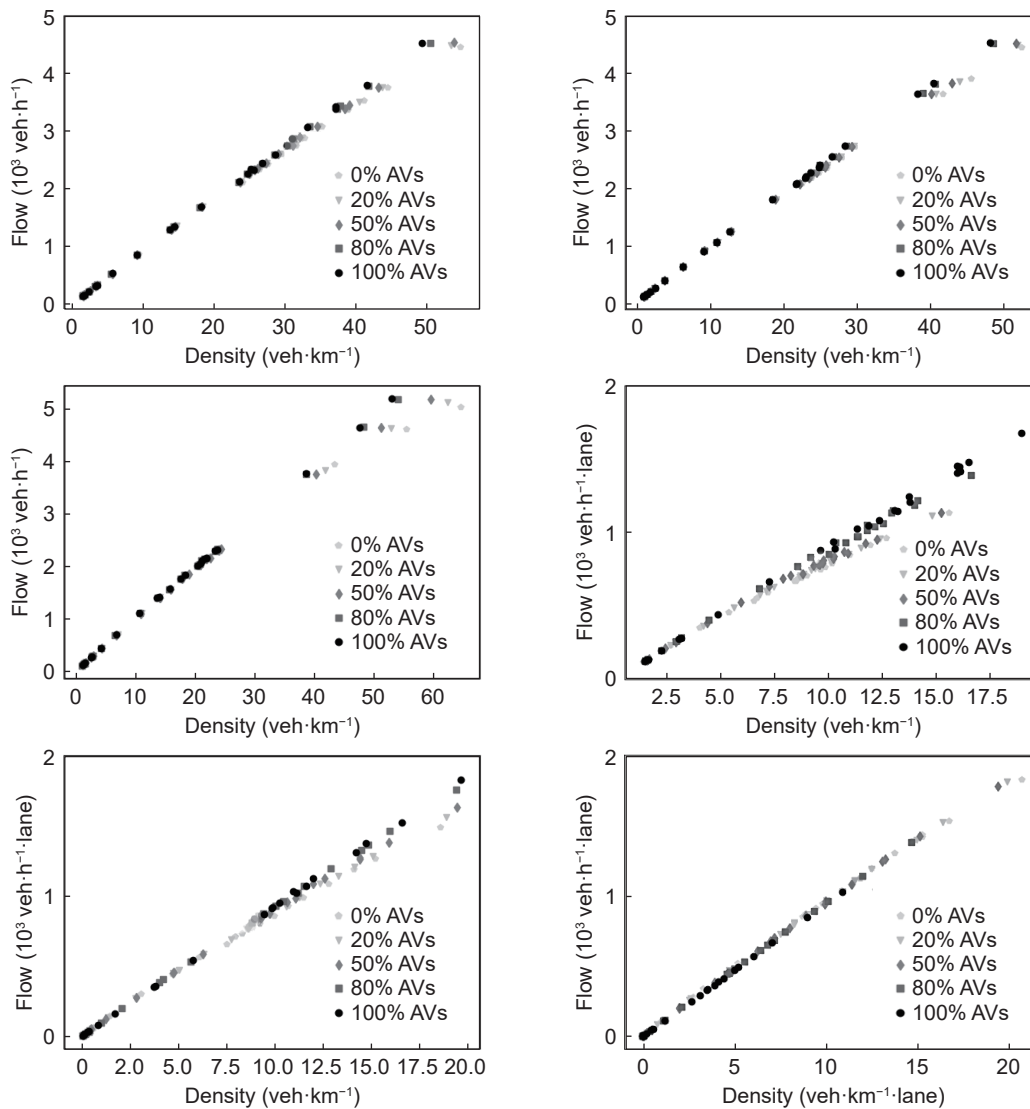 Flow (10³ veh·h⁻¹)
5
4
3
2
1
0
0% AVs
20% AVs
50% AVs
80% AVs
100% AVs
0 10 20 30 40 50
Density (veh·km⁻¹)
Flow (10³ veh·h⁻¹)
5
4
3
2
1
0
0% AVs
20% AVs
50% AVs
80% AVs
100% AVs
0 10 20 30 40 50
Density (veh·km⁻¹)
Flow (10³ veh·h⁻¹)
5
4
3
2
1
0
0% AVs
20% AVs
50% AVs
80% AVs
100% AVs
0 10 20 30 40 50 60
Density (veh·km⁻¹)
Flow (10³ veh·h⁻¹·lane)
2
1
0
0% AVs
20% AVs
50% AVs
80% AVs
100% AVs
2.5 5.0 7.5 10.0 12.5 15.0 17.5
Density (veh·km⁻¹)
Flow (10³ veh·h⁻¹·lane)
2
1
0
0% AVs
20% AVs
50% AVs
80% AVs
100% AVs
0 2.0 5.0 7.5 10.0 12.5 15.0 17.5 20.0
Density (veh·km⁻¹)
Flow (10³ veh·h⁻¹·lane)
2
1
0
0% AVs
20% AVs
50% AVs
80% AVs
100% AVs
0 5 10 15 20
Density (veh·km⁻¹·lane)